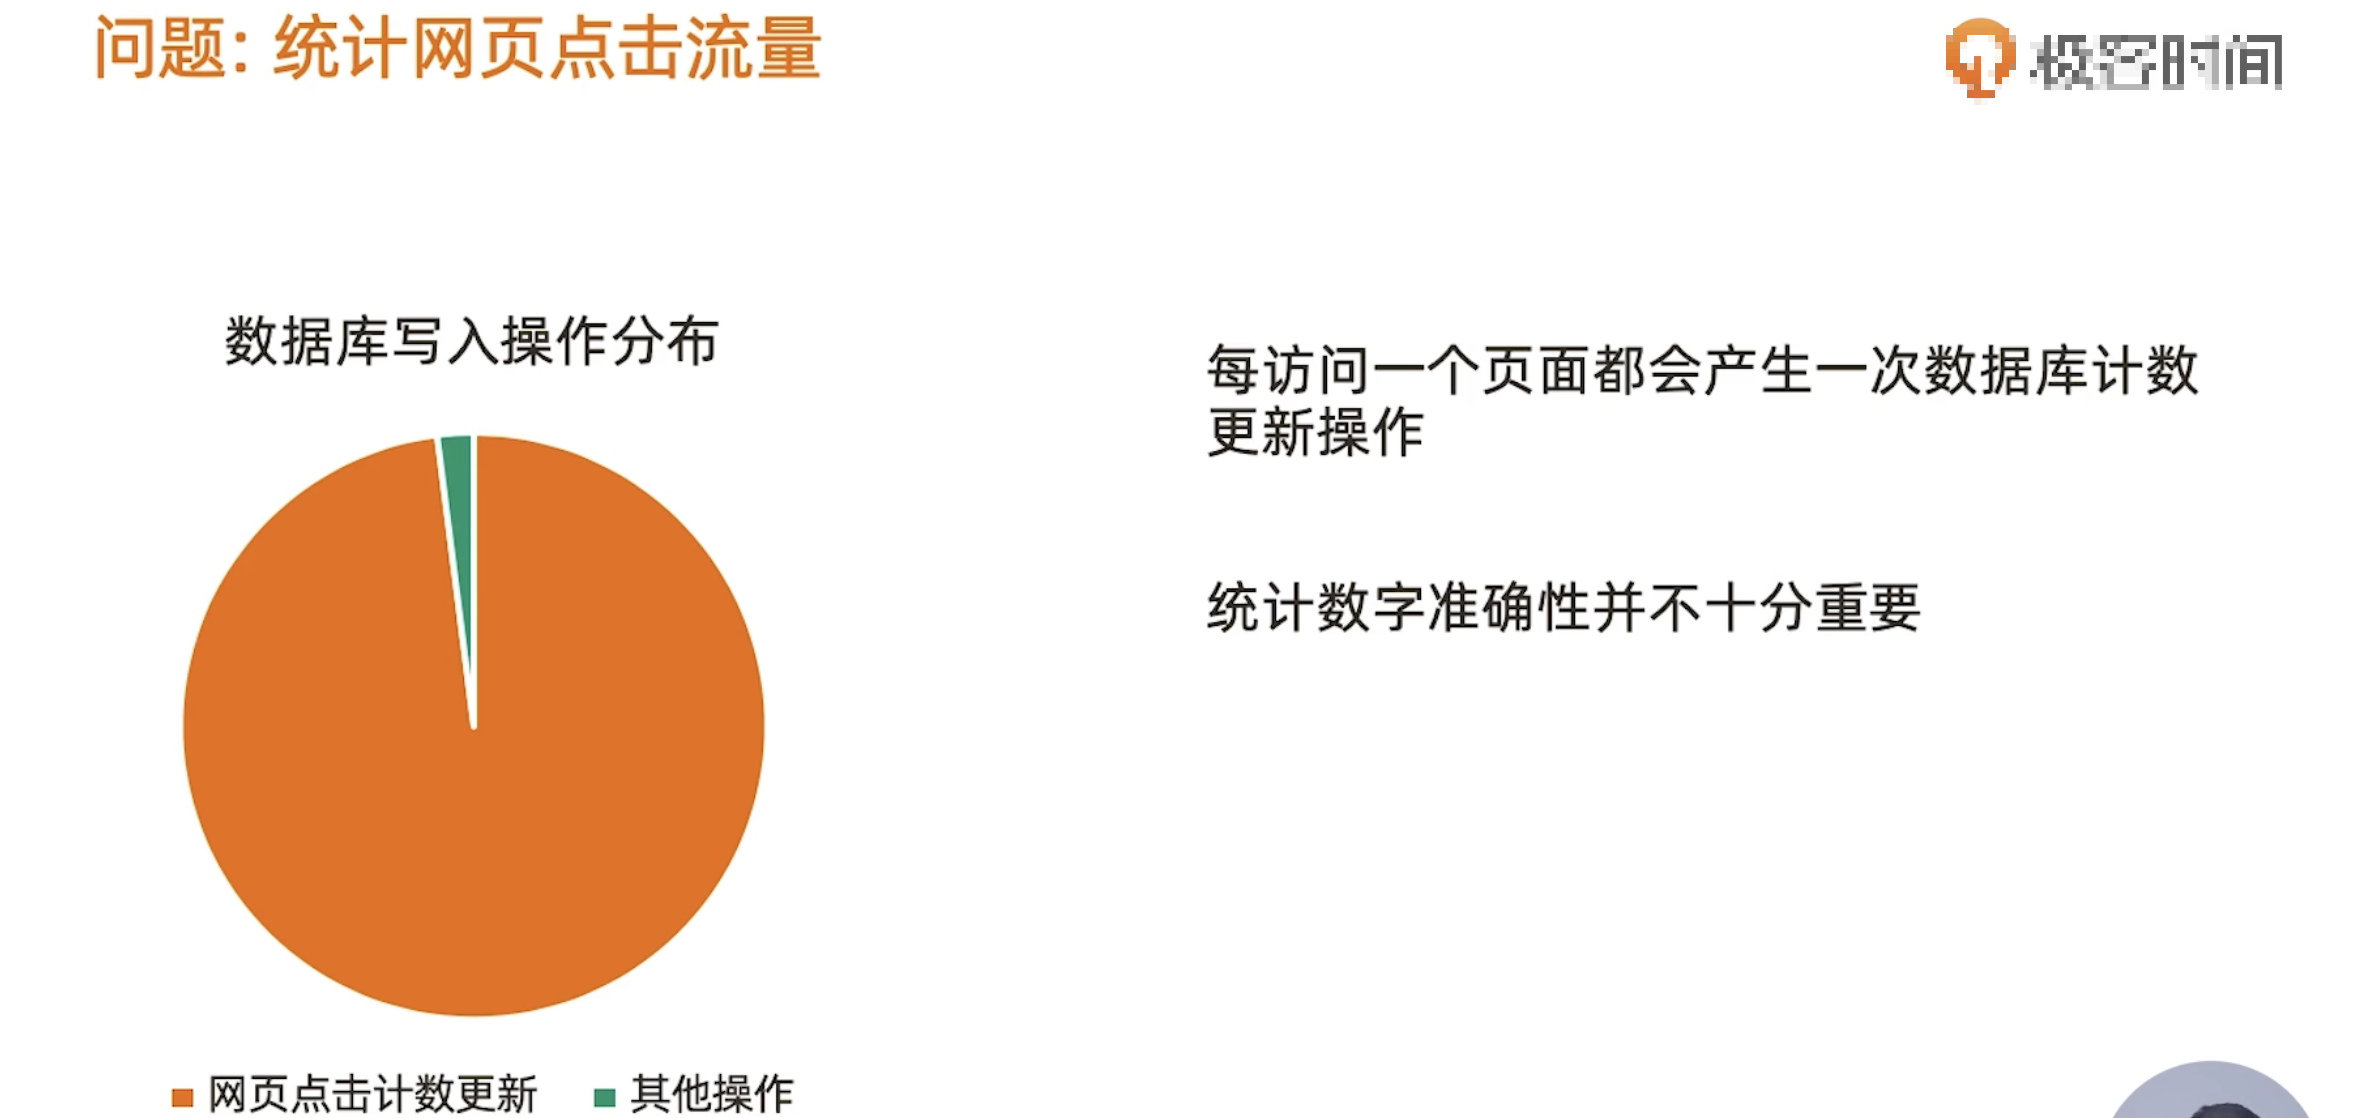 问题：统计网页点击流量
极客时间
数据库写入操作分布
每访问一个页面都会产生一次数据库计数
更新操作
统计数字准确性并不十分重要
网页点击计数更新
其他操作